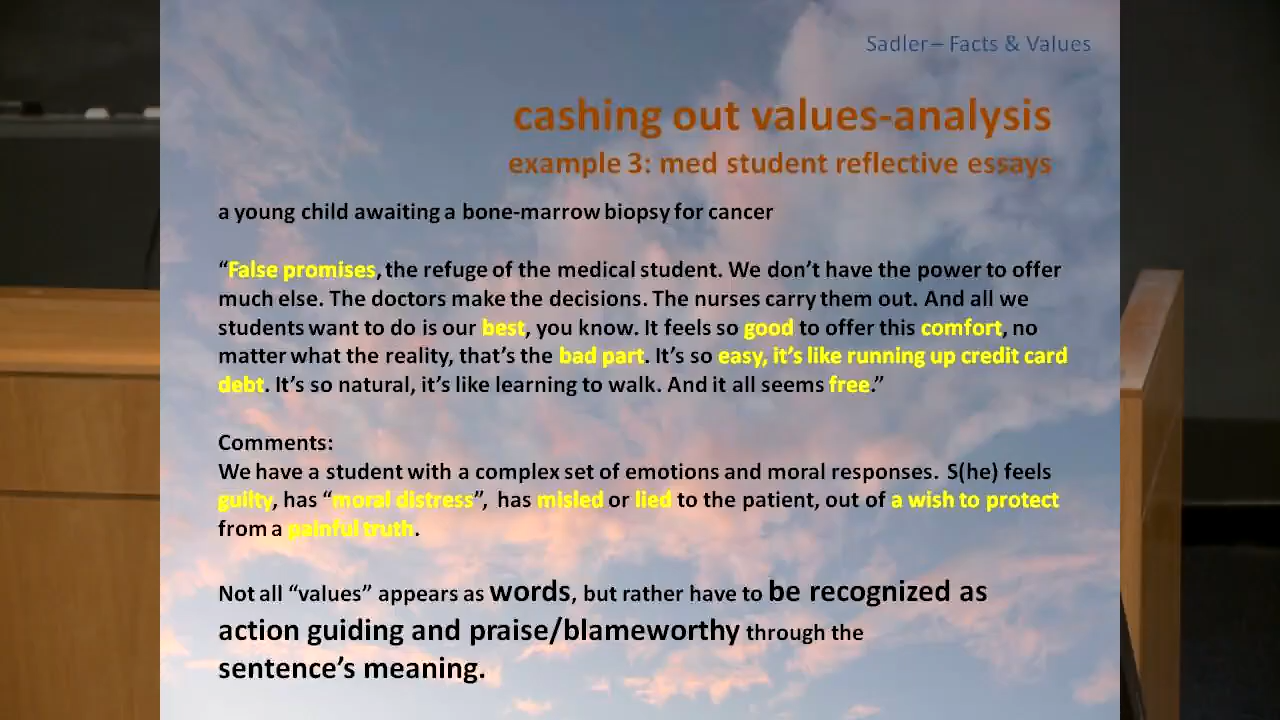 Sadler– Facts & Values
cashing out values-analysis
example 3: med student reflective essays
a young child awaiting a bone-marrow biopsy for cancer
“False promises, the refuge of the medical student. We don’t have the power to offer
much else. The doctors make the decisions. The nurses carry them out. And all we
students want to do is our best, you know. It feels so good to offer this comfort, no
matter what the reality, that’s the bad part. It’s so easy, it’s like running up credit card
debt. It’s so natural, it’s like learning to walk. And it all seems free.”
Comments:
We have a student with a complex set of emotions and moral responses. S(he) feels
guilty, has “moral distress”, has misled or lied to the patient, out of a wish to protect
from a painful truth.
Not all “values” appears as words, but rather have to be recognized as
action guiding and praise/blameworthy through the
sentence’s meaning.